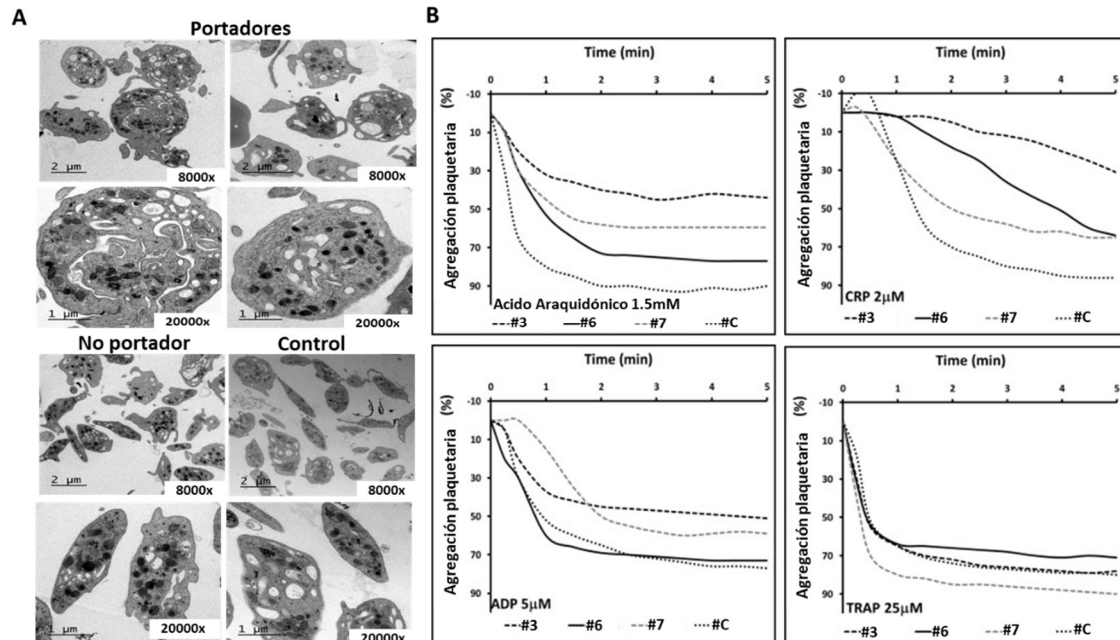 A
Portadores
2 µm
8000x
2 µm
8000x
1 µm
20000x
1 µm
20000x
No portador
Control
2 µm
8000x
2 µm
8000x
1 µm
20000x
1 µm
20000x
B
Time (min)
0 1 2 3 4 5
Agregación plaquetaria (%)
-10
10
30
50
70
90
Acido Araquidónico 1.5mM
#3 #6 #7 #C
Time (min)
0 1 2 3 4 5
Agregación plaquetaria (%)
-10
10
30
50
70
90
CRP 2µM
#3 #6 #7 #C
Time (min)
0 1 2 3 4 5
Agregación plaquetaria (%)
-10
10
30
50
70
90
ADP 5µM
#3 #6 #7 #C
Time (min)
0 1 2 3 4 5
Agregación plaquetaria (%)
-10
10
30
50
70
90
TRAP 25µM
#3 #6 #7 #C